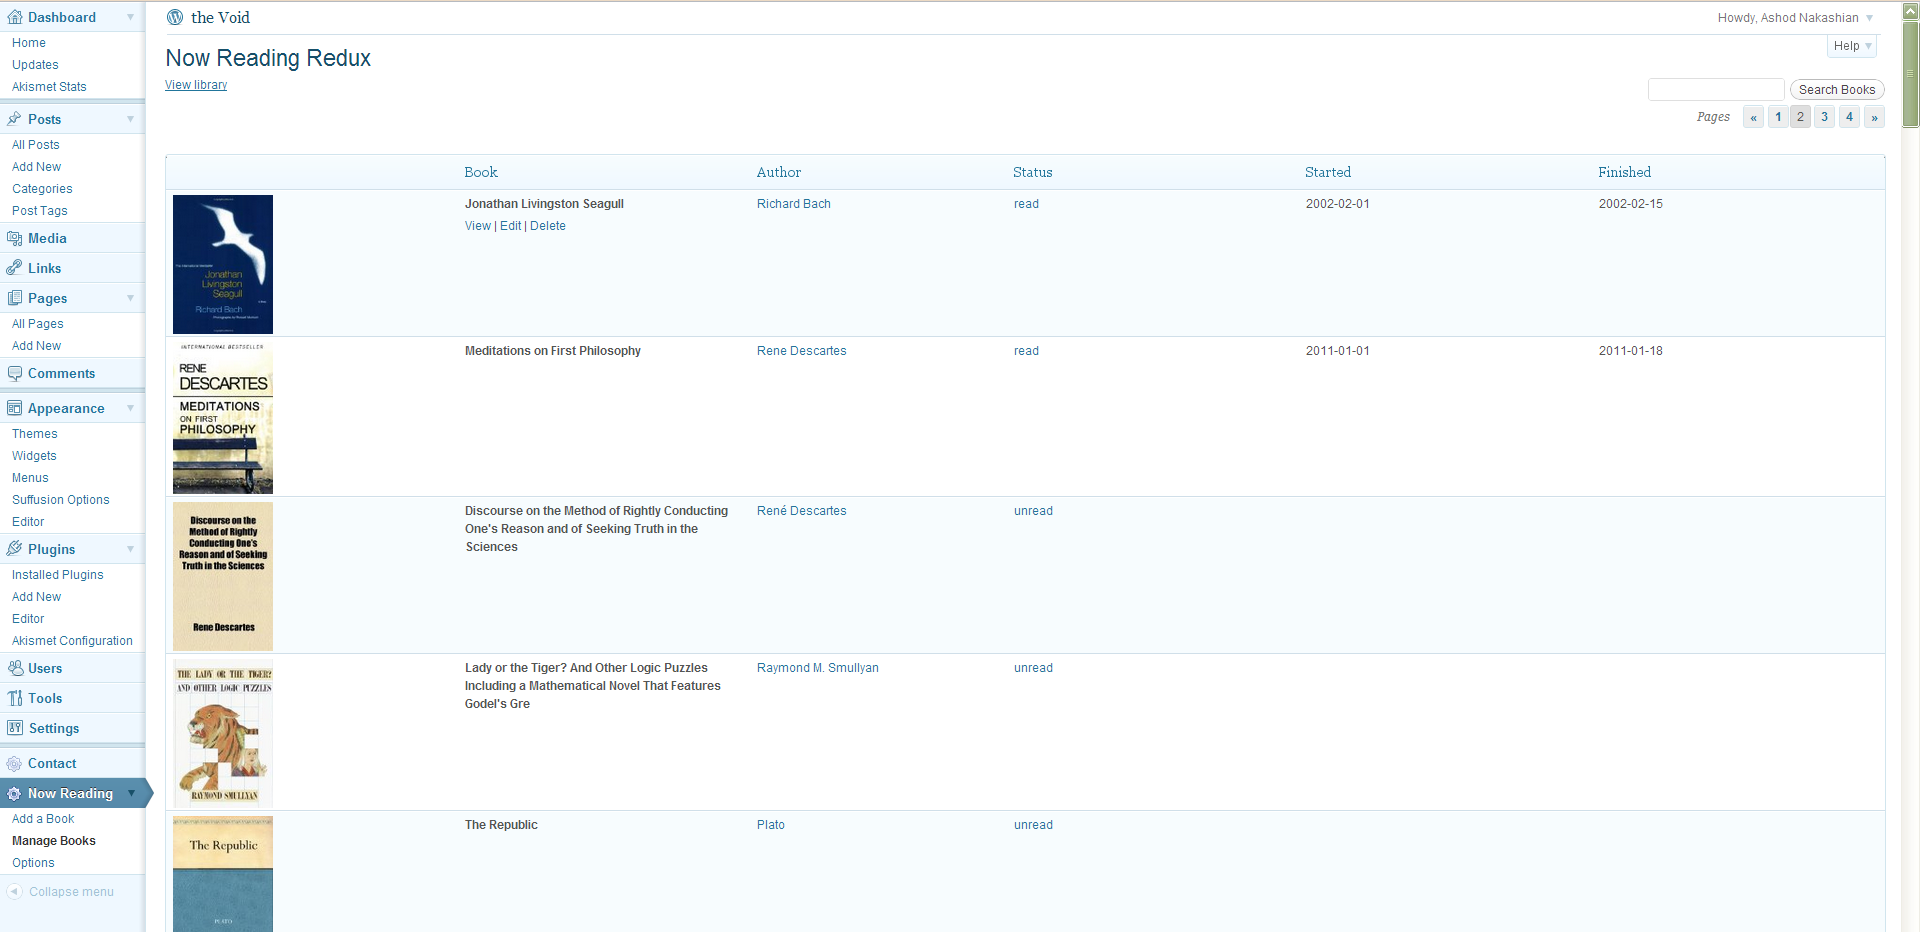 Dashboard
Home
Updates
Akismet Stats
Posts
All Posts
Add New
Categories
Post Tags
Media
Links
Pages
All Pages
Add New
Comments
Appearance
Themes
Widgets
Menus
Suffusion Options
Editor
Plugins
Installed Plugins
Add New
Editor
Akismet Configuration
Users
Tools
Settings
Contact
Now Reading
Add a Book
Manage Books
Options
Collapse menu
the Void
Howdy, Ashod Nakashian
Help
Now Reading Redux
View library
Search Books
Pages « 1 2 3 4 »
Book Author Status Started Finished
Jonathan
Livingston
Seagull
Richard Bach
Jonathan Livingston Seagull Richard Bach read 2002-02-01 2002-02-15
View | Edit | Delete
INTERNATIONAL BESTSELLER
RENE
DESCARTES
MEDITATIONS
ON FIRST
PHILOSOPHY
Meditations on First Philosophy Rene Descartes read 2011-01-01 2011-01-18
Discourse on the
Method of Rightly
Conducting One's
Reason and of Seeking
Truth in the Sciences
Rene Descartes
Discourse on the Method of Rightly Conducting René Descartes unread
One's Reason and of Seeking Truth in the
Sciences
THE LADY OR THE TIGER?
AND OTHER LOGIC PUZZLES
RAYMOND SMULLYAN
Lady or the Tiger? And Other Logic Puzzles Raymond M. Smullyan unread
Including a Mathematical Novel That Features
Godel's Gre
The Republic
PLATO
The Republic Plato unread